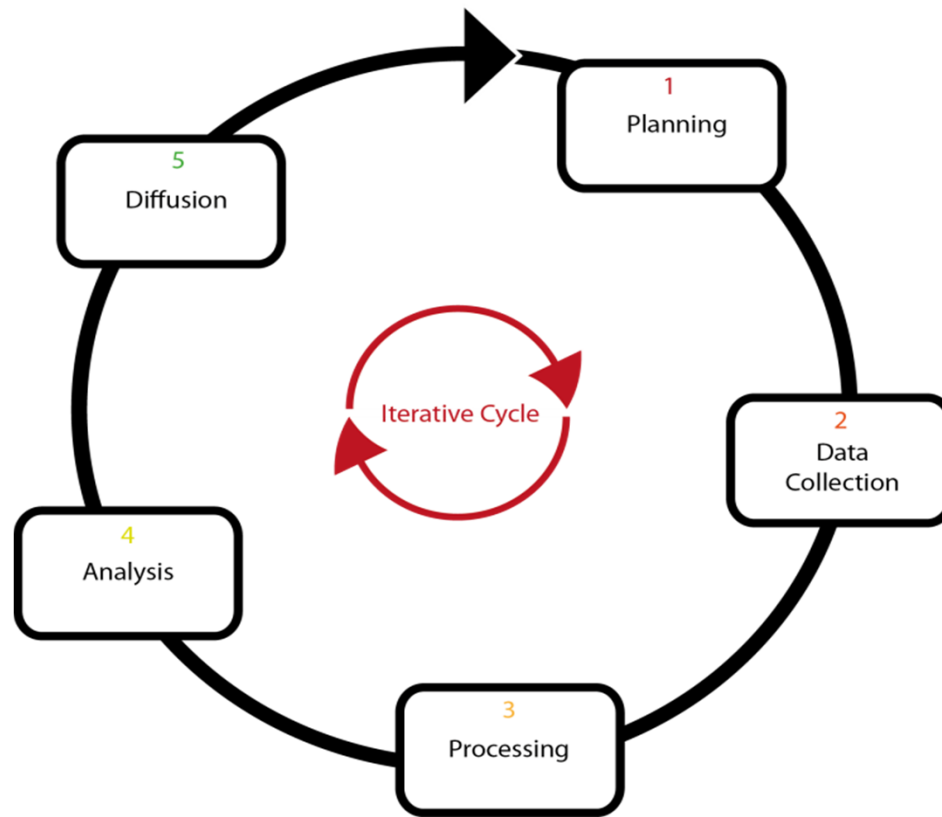 1
Planning
2
Data
Collection
3
Processing
4
Analysis
5
Diffusion
Iterative Cycle